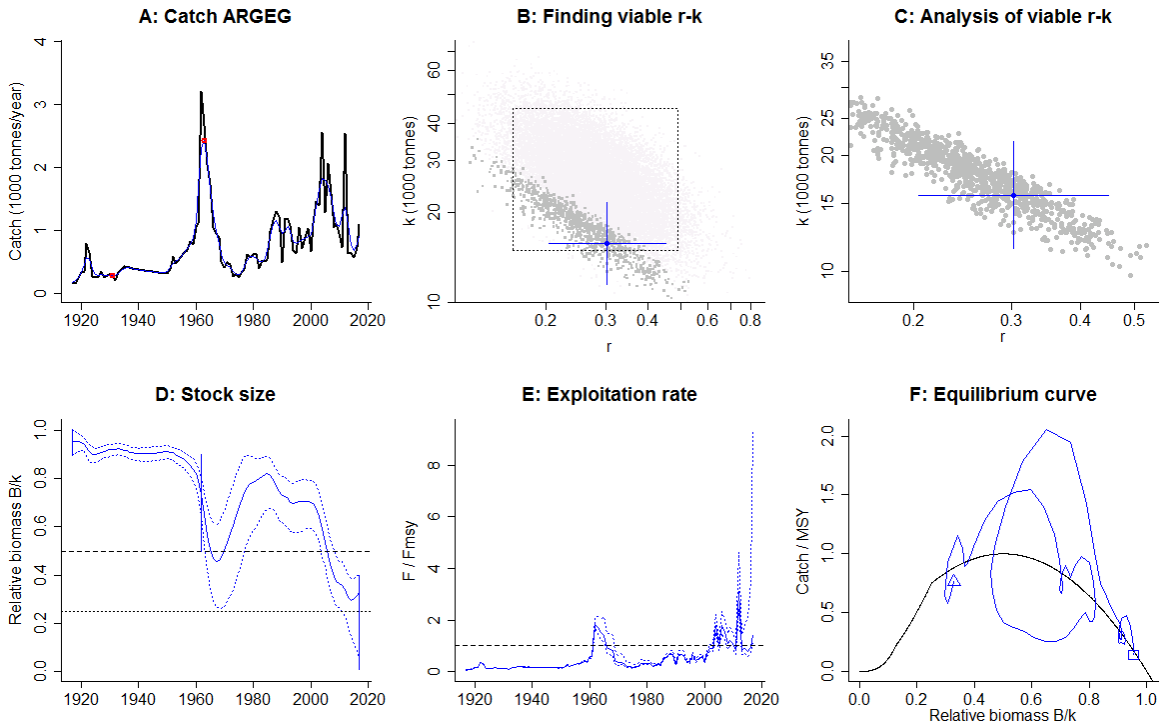 A: Catch ARGEG
Catch (1000 tonnes/year)
4
3
2
1
0
1920 1940 1960 1980 2000 2020
B: Finding viable r-k
k (1000 tonnes)
60
40
30
20
10
0.2 0.3 0.4 0.6 0.8
r
C: Analysis of viable r-k
k (1000 tonnes)
35
25
20
15
10
0.2 0.3 0.4 0.5
r
D: Stock size
Relative biomass B/k
1.0
0.8
0.6
0.4
0.2
0.0
1920 1940 1960 1980 2000 2020
E: Exploitation rate
F / Fmsy
8
6
4
2
0
1920 1940 1960 1980 2000 2020
F: Equilibrium curve
Catch / MSY
2.0
1.5
1.0
0.5
0.0
0.0 0.2 0.4 0.6 0.8 1.0
Relative biomass B/k